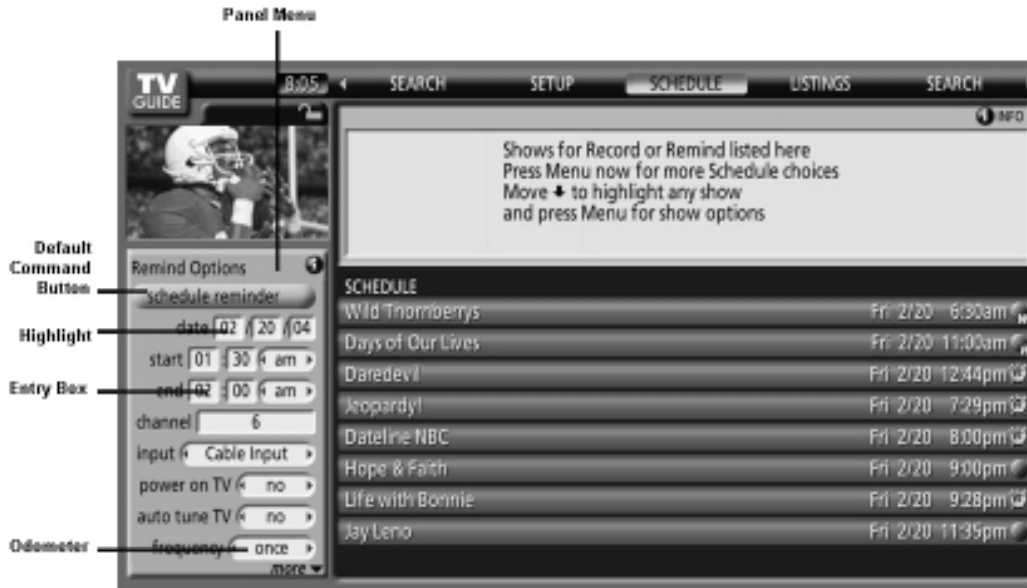 Panel Menu
TV
GUIDE
8:05
SEARCH SETUP SCHEDULE LISTINGS SEARCH
INFO
Shows for Record or Remind listed here
Press Menu now for more Schedule choices
Move to highlight any show
and press Menu for show options
Default
Command
Button
Highlight
Entry Box
Odometer
Remind Options
schedule reminder
date 02 / 20 / 04
start 01 : 30 am
end 02 : 00 am
channel 6
input Cable Input
power on TV no
auto tune TV no
frequency once
more
SCHEDULE
Wild Thornberrys Fri 2/20 6:30am
Days of Our Lives Fri 2/20 11:00am
Daredevil Fri 2/20 12:44pm
Jeopardy! Fri 2/20 7:29pm
Dateline NBC Fri 2/20 8:00pm
Hope & Faith Fri 2/20 9:00pm
Life with Bonnie Fri 2/20 9:28pm
Jay Leno Fri 2/20 11:35pm